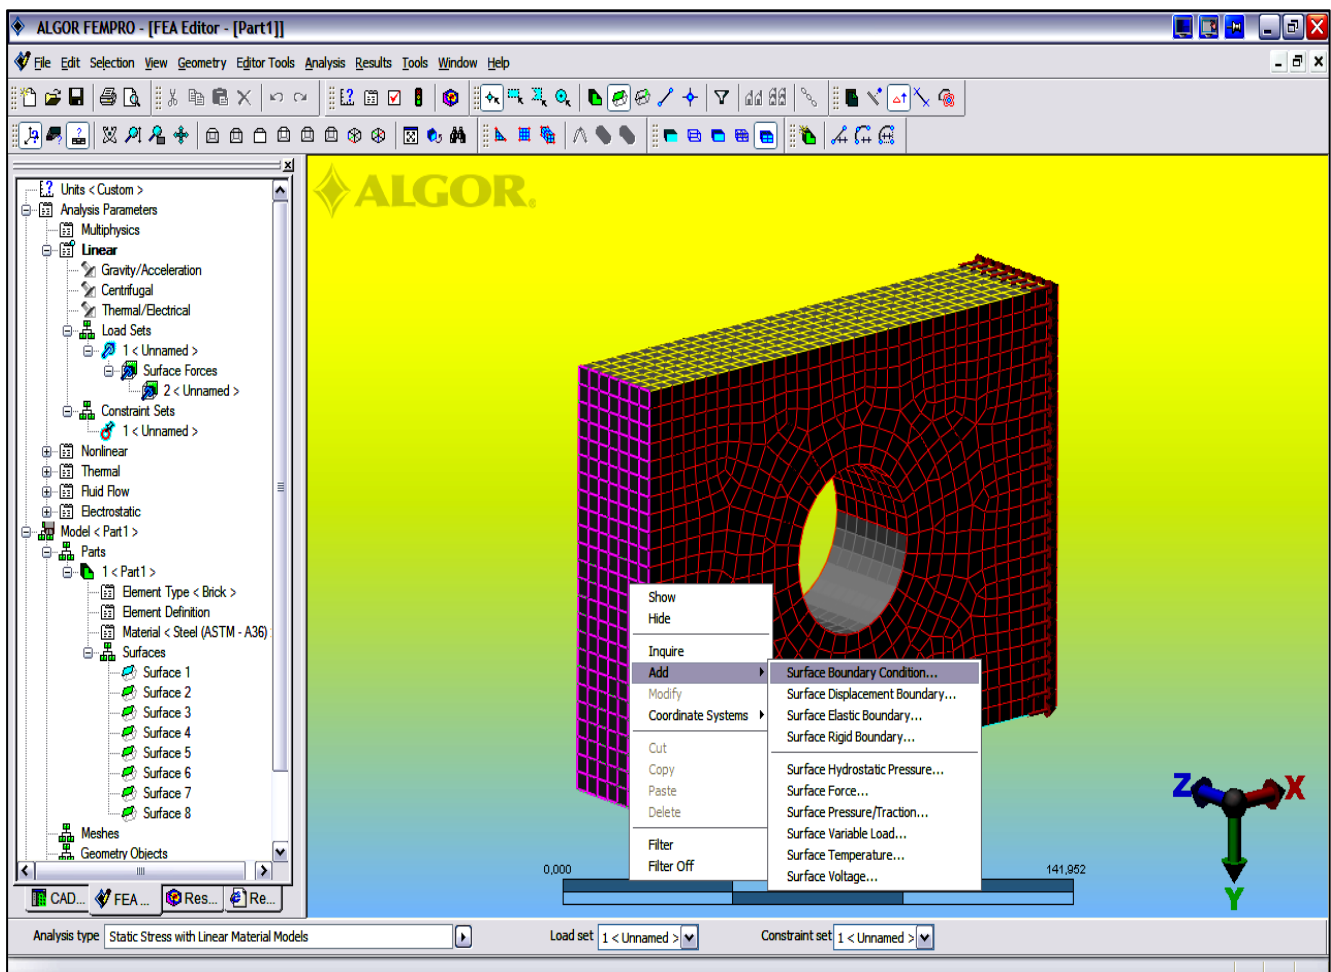 ALGOR FEMPRO - [FEA Editor - [Part1]]
File Edit Selection View Geometry Editor Tools Analysis Results Tools Window Help
Units < Custom >
Analysis Parameters
Multiphysics
Linear
Gravity/Acceleration
Centrifugal
Thermal/Electrical
Load Sets
1 < Unnamed >
Surface Forces
2 < Unnamed >
Constraint Sets
1 < Unnamed >
Nonlinear
Thermal
Fluid Flow
Electrostatic
Model < Part1 >
Parts
1 < Part1 >
Element Type < Brick >
Element Definition
Material < Steel (ASTM - A36)
Surfaces
Surface 1
Surface 2
Surface 3
Surface 4
Surface 5
Surface 6
Surface 7
Surface 8
Meshes
Geometry Objects
CAD... FEA ... Res... Re...
ALGOR®
Show
Hide
Inquire
Add
Modify
Coordinate Systems
Cut
Copy
Paste
Delete
Filter
Filter Off
Surface Boundary Condition...
Surface Displacement Boundary...
Surface Elastic Boundary...
Surface Rigid Boundary...
Surface Hydrostatic Pressure...
Surface Force...
Surface Pressure/Traction...
Surface Variable Load...
Surface Temperature...
Surface Voltage...
Z X
Y
0,000 141,952
Analysis type Static Stress with Linear Material Models Load set 1 < Unnamed > Constraint set 1 < Unnamed >